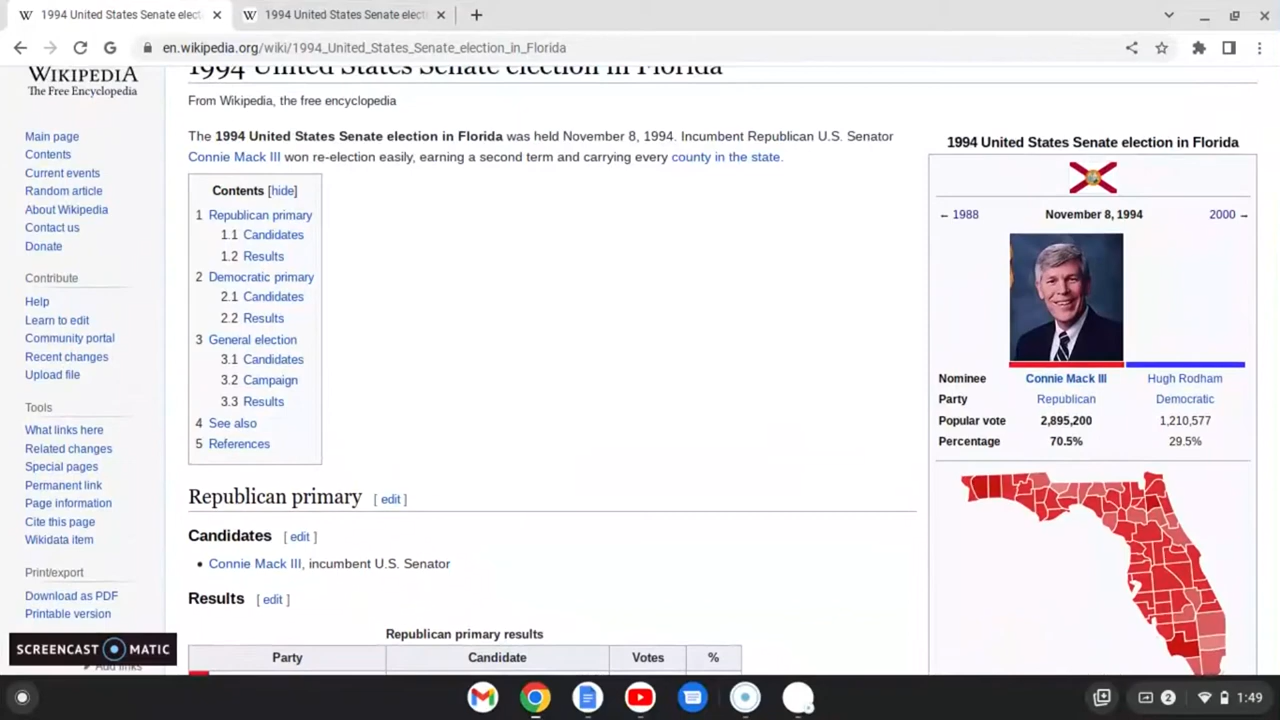 1994 United States Senate elect
1994 United States Senate elect
en.wikipedia.org/wiki/1994_United_States_Senate_election_in_Florida
WIKIPEDIA
The Free Encyclopedia
Main page
Contents
Current events
Random article
About Wikipedia
Contact us
Donate
Contribute
Help
Learn to edit
Community portal
Recent changes
Upload file
Tools
What links here
Related changes
Special pages
Permanent link
Page information
Cite this page
Wikidata item
Print/export
Download as PDF
Printable version
Add links
SCREENCAST MATIC
1994 United States Senate election in Florida
From Wikipedia, the free encyclopedia
The 1994 United States Senate election in Florida was held November 8, 1994. Incumbent Republican U.S. Senator
Connie Mack III won re-election easily, earning a second term and carrying every county in the state.
Contents [hide]
1 Republican primary
1.1 Candidates
1.2 Results
2 Democratic primary
2.1 Candidates
2.2 Results
3 General election
3.1 Candidates
3.2 Campaign
3.3 Results
4 See also
5 References
Republican primary [ edit ]
Candidates [ edit ]
• Connie Mack III, incumbent U.S. Senator
Results [ edit ]
Republican primary results
Party Candidate Votes %
1994 United States Senate election in Florida
← 1988 November 8, 1994 2000 →
Nominee Connie Mack III Hugh Rodham
Party Republican Democratic
Popular vote 2,895,200 1,210,577
Percentage 70.5% 29.5%
2 1:49